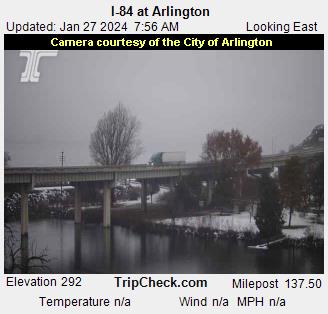 I-84 at Arlington
Updated: Jan 27 2024 7:56 AM Looking East
Camera courtesy of the City of Arlington
Elevation 292 TripCheck.com Milepost 137.50
Temperature n/a Wind n/a MPH n/a